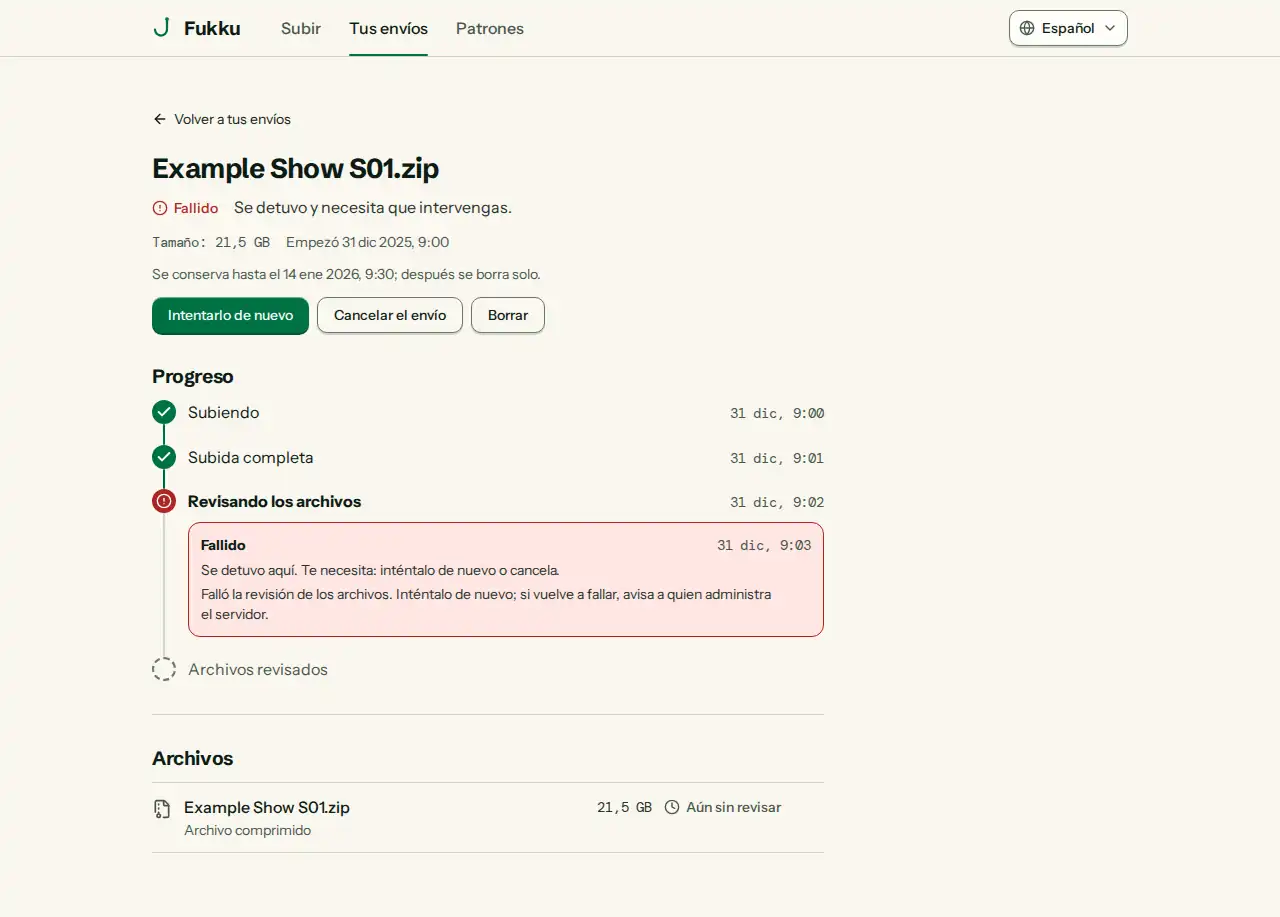 Fukku
Subir
Tus envíos
Patrones
Español
Volver a tus envíos
Example Show S01.zip
Fallido Se detuvo y necesita que intervengas.
Tamaño: 21,5 GB Empezó 31 dic 2025, 9:00
Se conserva hasta el 14 ene 2026, 9:30; después se borra solo.
Intentarlo de nuevo
Cancelar el envío
Borrar
Progreso
Subiendo 31 dic, 9:00
Subida completa 31 dic, 9:01
Revisando los archivos 31 dic, 9:02
Fallido 31 dic, 9:03
Se detuvo aquí. Te necesita: inténtalo de nuevo o cancela.
Falló la revisión de los archivos. Inténtalo de nuevo; si vuelve a fallar, avisa a quien administra
el servidor.
Archivos revisados
Archivos
Example Show S01.zip 21,5 GB Aún sin revisar
Archivo comprimido